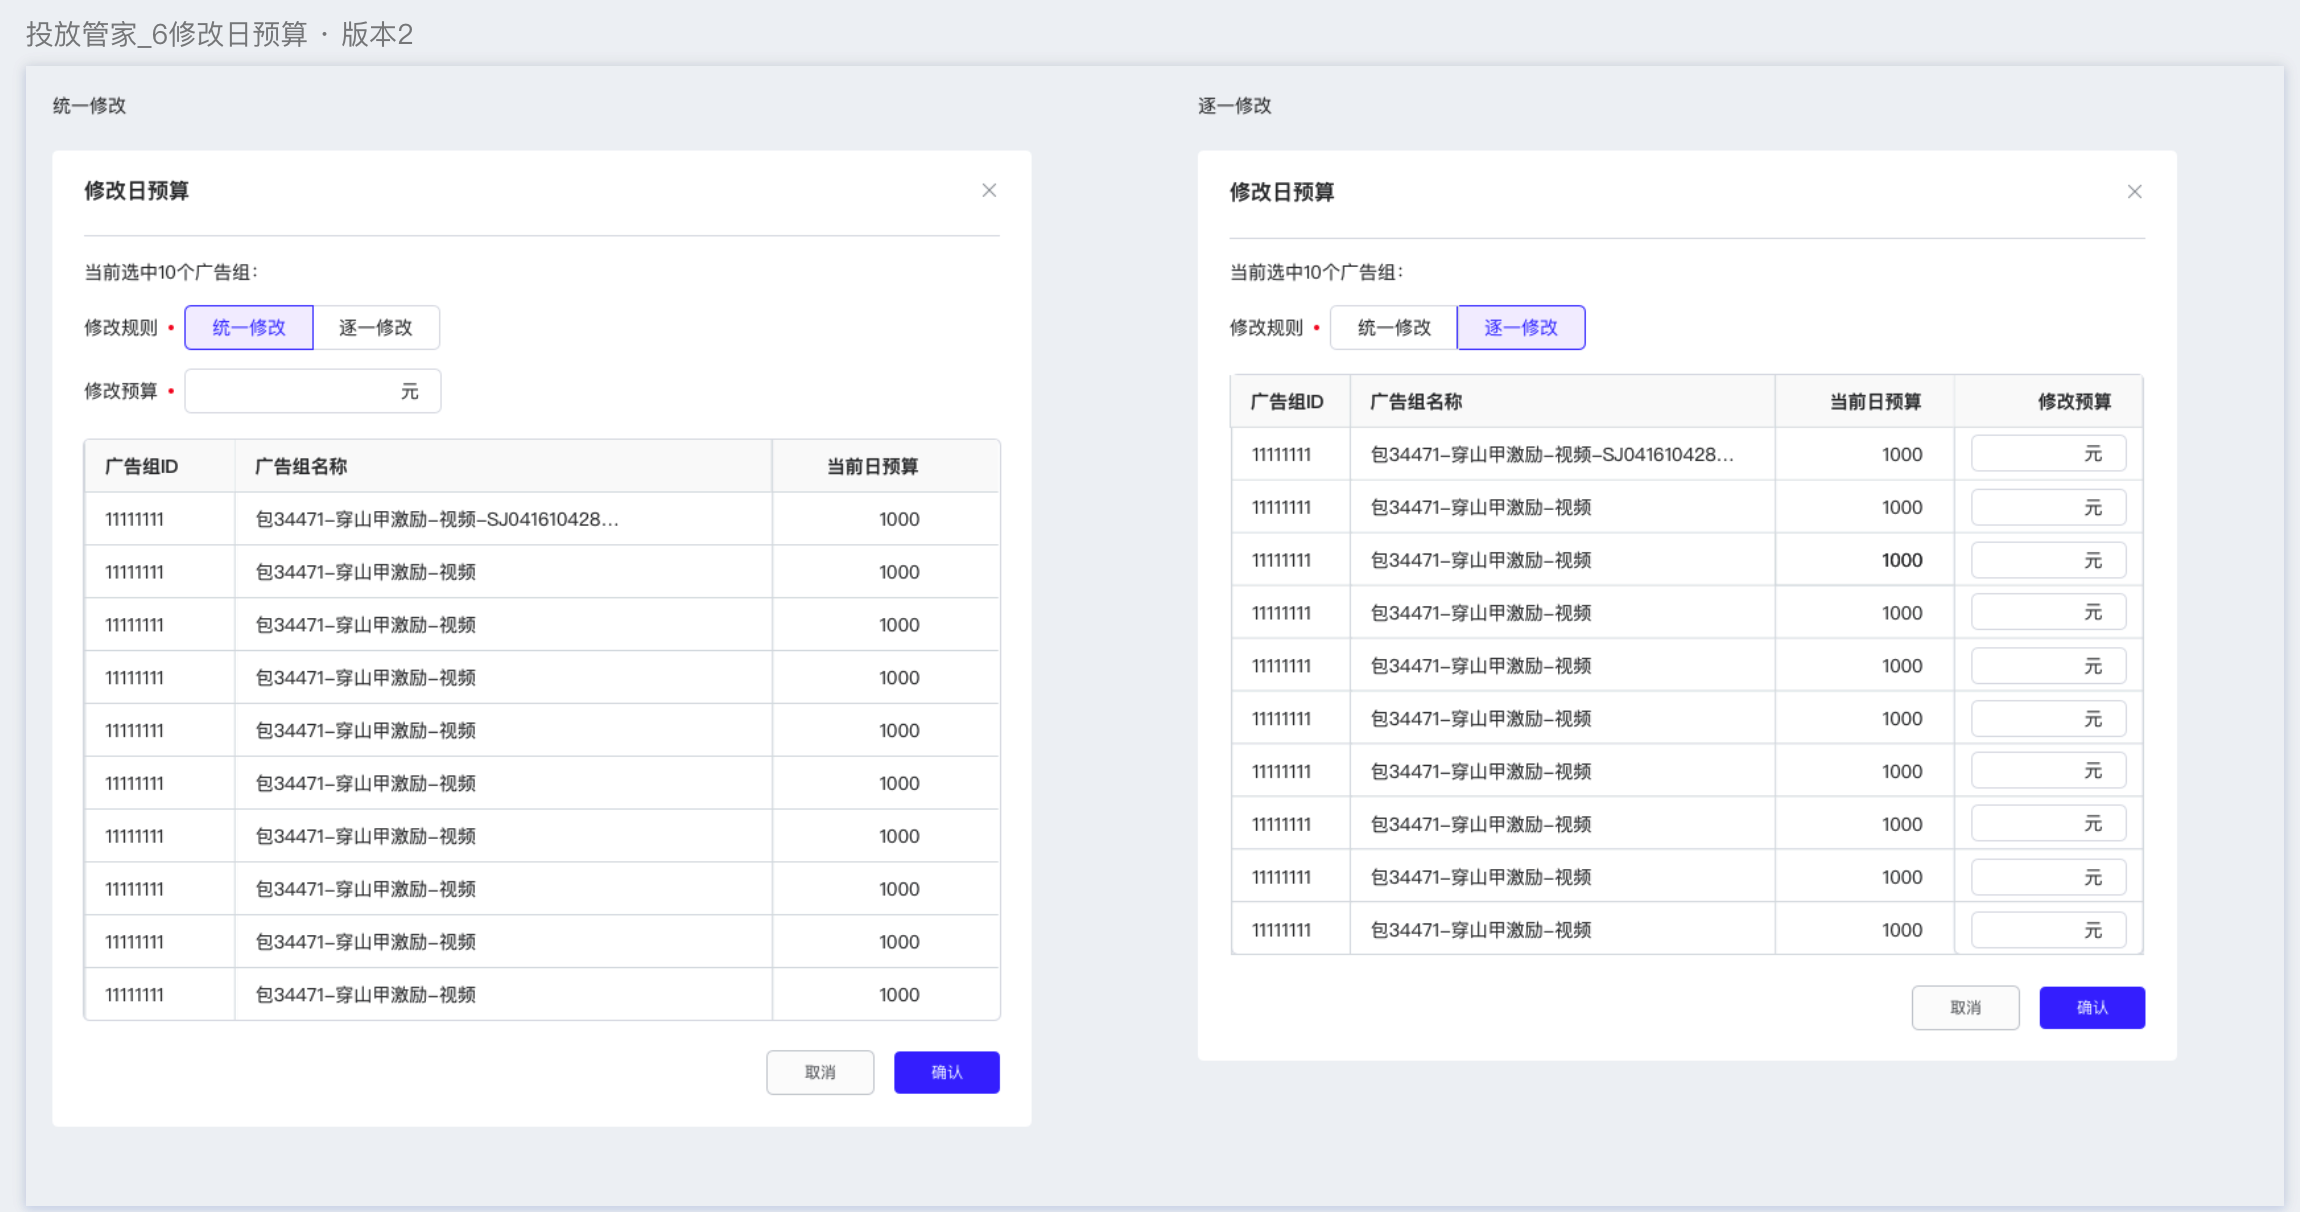 投放管家_6修改日预算 · 版本2
统一修改
修改日预算
当前选中10个广告组：
修改规则 • 统一修改 逐一修改
修改预算 • 元
广告组ID 广告组名称 当前日预算
11111111 包34471-穿山甲激励-视频-SJ041610428... 1000
11111111 包34471-穿山甲激励-视频 1000
11111111 包34471-穿山甲激励-视频 1000
11111111 包34471-穿山甲激励-视频 1000
11111111 包34471-穿山甲激励-视频 1000
11111111 包34471-穿山甲激励-视频 1000
11111111 包34471-穿山甲激励-视频 1000
11111111 包34471-穿山甲激励-视频 1000
11111111 包34471-穿山甲激励-视频 1000
11111111 包34471-穿山甲激励-视频 1000
取消 确认
逐一修改
修改日预算
当前选中10个广告组：
修改规则 • 统一修改 逐一修改
广告组ID 广告组名称 当前日预算 修改预算
11111111 包34471-穿山甲激励-视频-SJ041610428... 1000 元
11111111 包34471-穿山甲激励-视频 1000 元
11111111 包34471-穿山甲激励-视频 1000 元
11111111 包34471-穿山甲激励-视频 1000 元
11111111 包34471-穿山甲激励-视频 1000 元
11111111 包34471-穿山甲激励-视频 1000 元
11111111 包34471-穿山甲激励-视频 1000 元
11111111 包34471-穿山甲激励-视频 1000 元
11111111 包34471-穿山甲激励-视频 1000 元
11111111 包34471-穿山甲激励-视频 1000 元
取消 确认